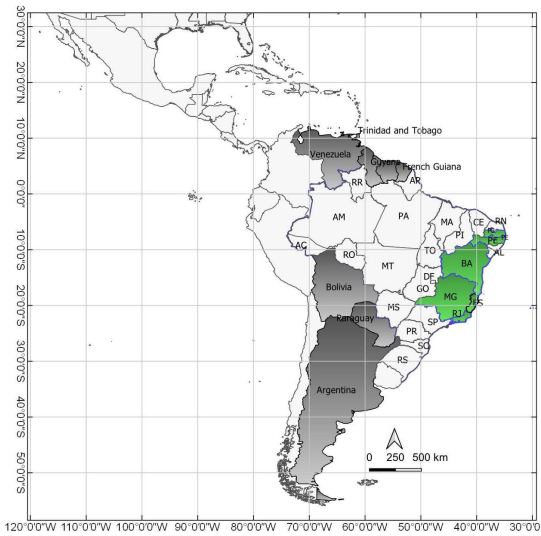 30°0'0"N
20°0'0"N
10°0'0"N
0°0'0"
10°0'0"S
20°0'0"S
30°0'0"S
40°0'0"S
50°0'0"S
Trinidad and Tobago
Venezuela
Guyana
French Guiana
RR
AP
AM
PA
MA
CE
RN
PI
PE
AC
RO
TO
AL
BA
MT
DF
GO
Bolivia
MG
ES
MS
RJ
Paraguay
SP
PR
SC
RS
Argentina
0 250 500 km
120°0'0"W 110°0'0"W 100°0'0"W 90°0'0"W 80°0'0"W 70°0'0"W 60°0'0"W 50°0'0"W 40°0'0"W 30°0'0"W